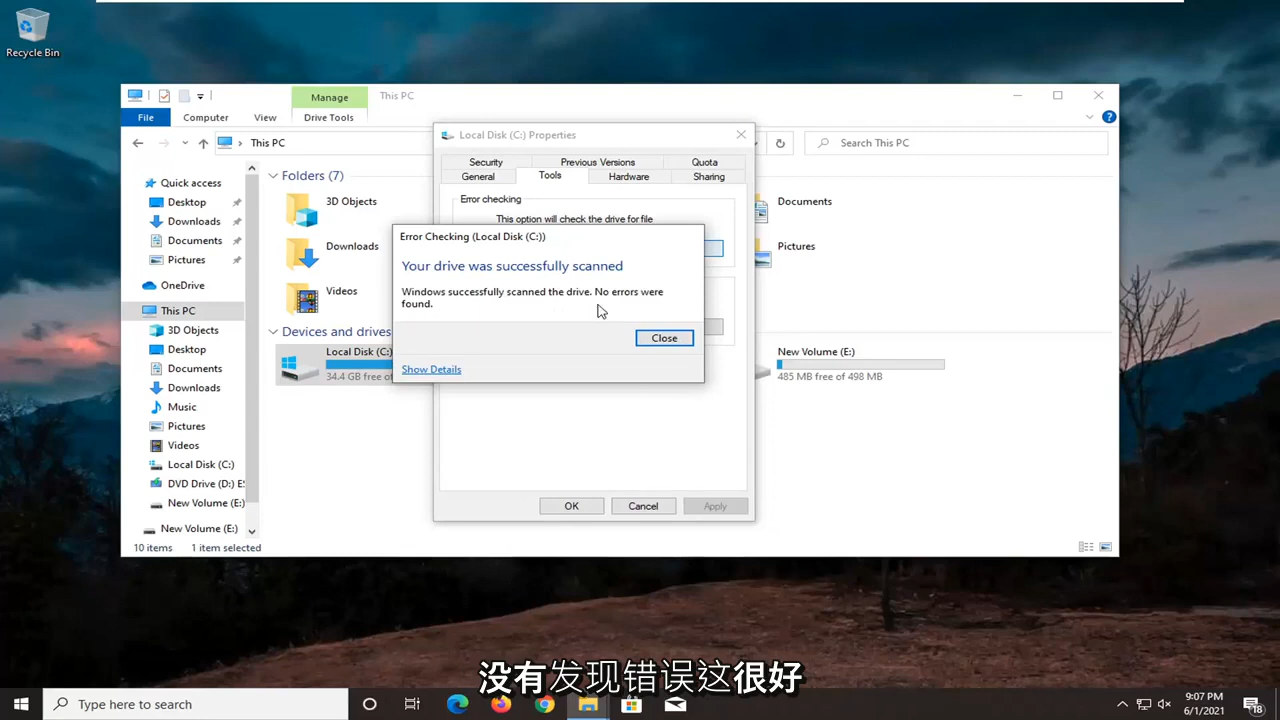 Recycle Bin
Manage
This PC
File
Computer
View
Drive Tools
This PC
Search This PC
Quick access
Desktop
Downloads
Documents
Pictures
OneDrive
This PC
3D Objects
Desktop
Documents
Downloads
Music
Pictures
Videos
Local Disk (C:)
DVD Drive (D:) ES
New Volume (E:)
New Volume (E:)
10 items
1 item selected
Folders (7)
3D Objects
Downloads
Videos
Documents
Pictures
Devices and drives
Local Disk (C:)
34.4 GB free of
New Volume (E:)
485 MB free of 498 MB
Local Disk (C:) Properties
Security
Previous Versions
Quota
General
Tools
Hardware
Sharing
Error checking
This option will check the drive for file
OK
Cancel
Apply
Error Checking (Local Disk (C:))
Your drive was successfully scanned
Windows successfully scanned the drive. No errors were
found.
Close
Show Details
没有发现错误这很好
Type here to search
9:07 PM
6/1/2021
18